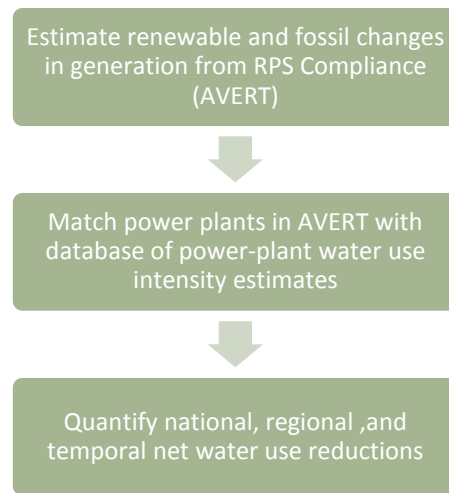 Estimate renewable and fossil changes
in generation from RPS Compliance
(AVERT)
Match power plants in AVERT with
database of power-plant water use
intensity estimates
Quantify national, regional ,and
temporal net water use reductions